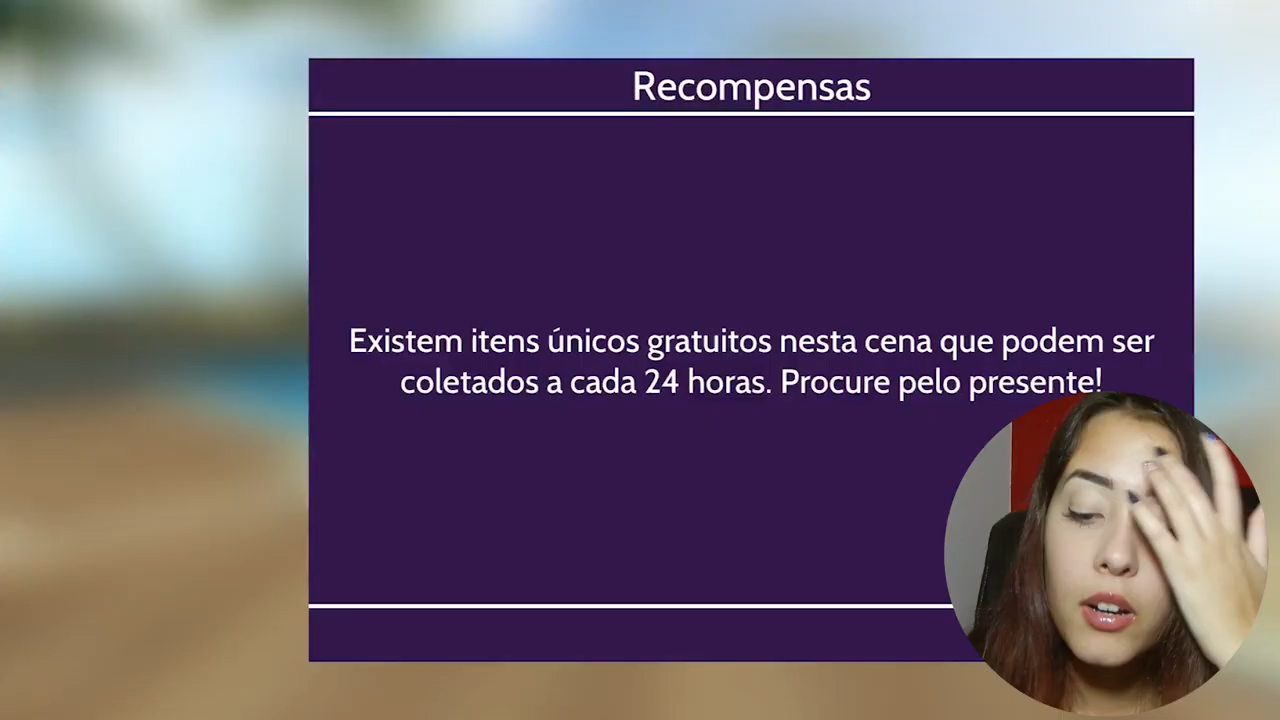 Recompensas
Existem itens únicos gratuitos nesta cena que podem ser
coletados a cada 24 horas. Procure pelo presente!